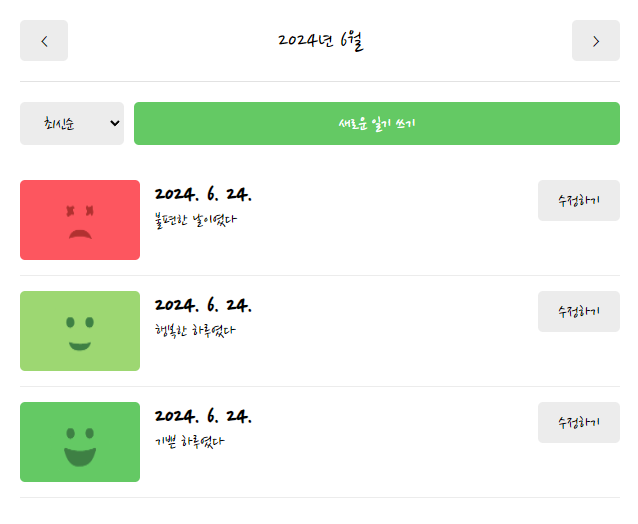 <
2024년 6월
>
최신순
새로운 일기 쓰기
2024. 6. 24.
불편한 날이였다
수정하기
2024. 6. 24.
행복한 하루였다
수정하기
2024. 6. 24.
기쁜 하루였다
수정하기